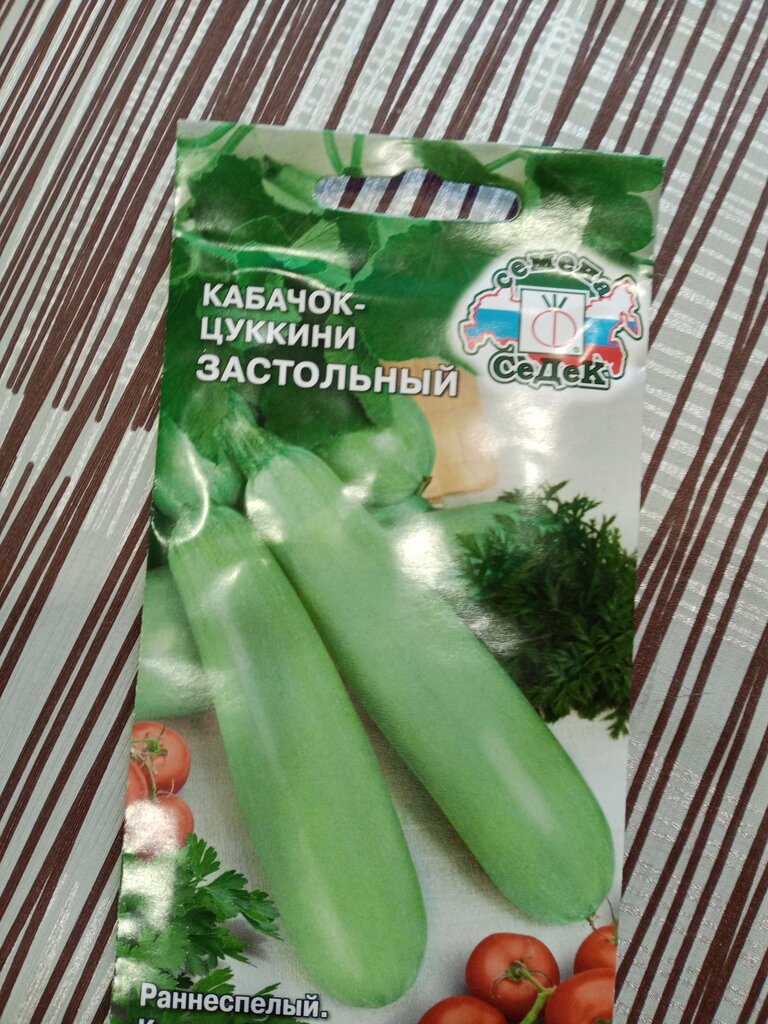 КАБАЧОК-
ЦУККИНИ
ЗАСТОЛЬНЫЙ
семена
СеДеК
Раннеспелый.